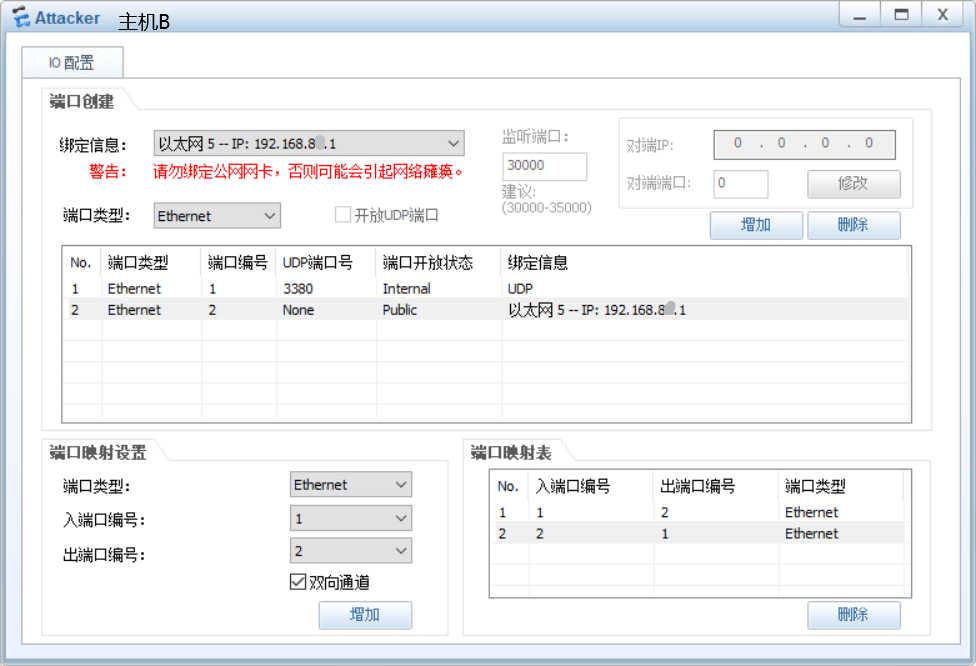 Attacker 主机B
IO 配置
端口创建
绑定信息: 以太网 5 -- IP: 192.168.8 .1
警告: 请勿绑定公网网卡，否则可能会引起网络瘫痪。
端口类型: Ethernet 开放UDP端口
监听端口:
30000
建议:
(30000-35000)
对端IP: 0 . 0 . 0 . 0
对端端口: 0 修改
增加 删除
No. 端口类型 端口编号 UDP端口号 端口开放状态 绑定信息
1 Ethernet 1 3380 Internal UDP
2 Ethernet 2 None Public 以太网 5 -- IP: 192.168.8 .1
端口映射设置
端口类型: Ethernet
入端口编号: 1
出端口编号: 2
双向通道
增加
端口映射表
No. 入端口编号 出端口编号 端口类型
1 1 2 Ethernet
2 2 1 Ethernet
删除